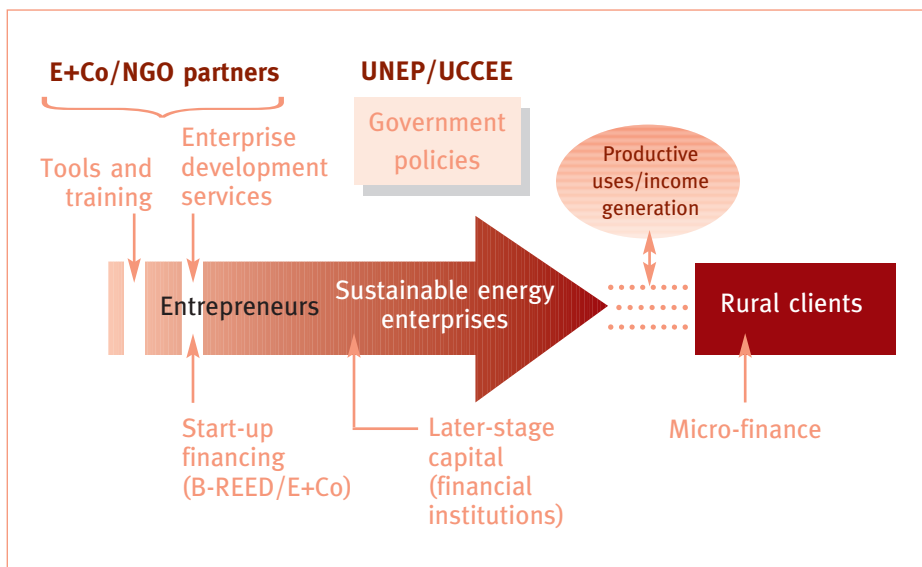 E+Co/NGO partners
UNEP/UCCEE
Government
policies
Tools and
training
Enterprise
development
services
Productive
uses/income
generation
Entrepreneurs
Sustainable energy
enterprises
Rural clients
Start-up
financing
(B-REED/E+Co)
Later-stage
capital
(financial
institutions)
Micro-finance